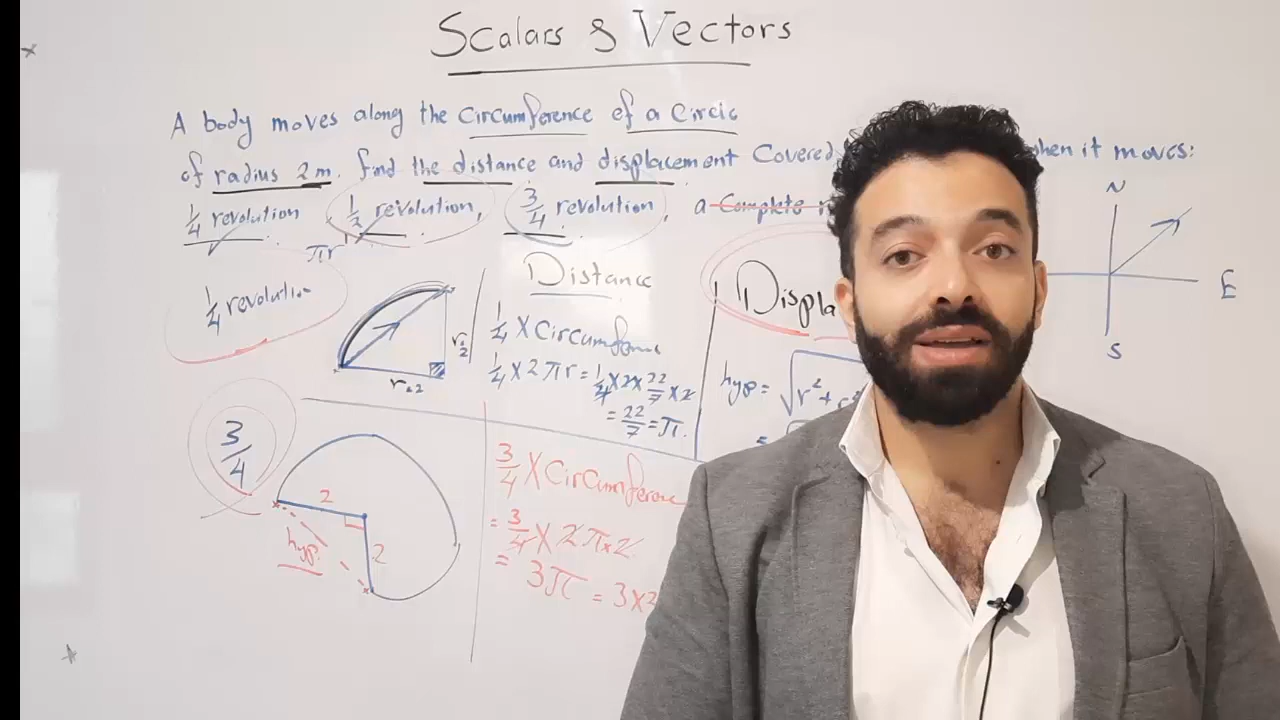 Scalars & Vectors
A body moves along the circumference of a circle
of radius 2 m. find the distance and displacement Covered when it moves:
1/4 revolution, 1/2 revolution, 3/4 revolution, a Complete
πr
1/4 revolution
r=2
r=2
Distance
1/4 X Circumference
1/4 X 2πr = 1/4 X 2 X 22/7 X 2
= 22/7 = π.
Displa
hyp = √r² + r²
N
E
S
3/4
2
2
hyp.
3/4 X Circumference
= 3/4 X 2π x 2
= 3π = 3 X 2